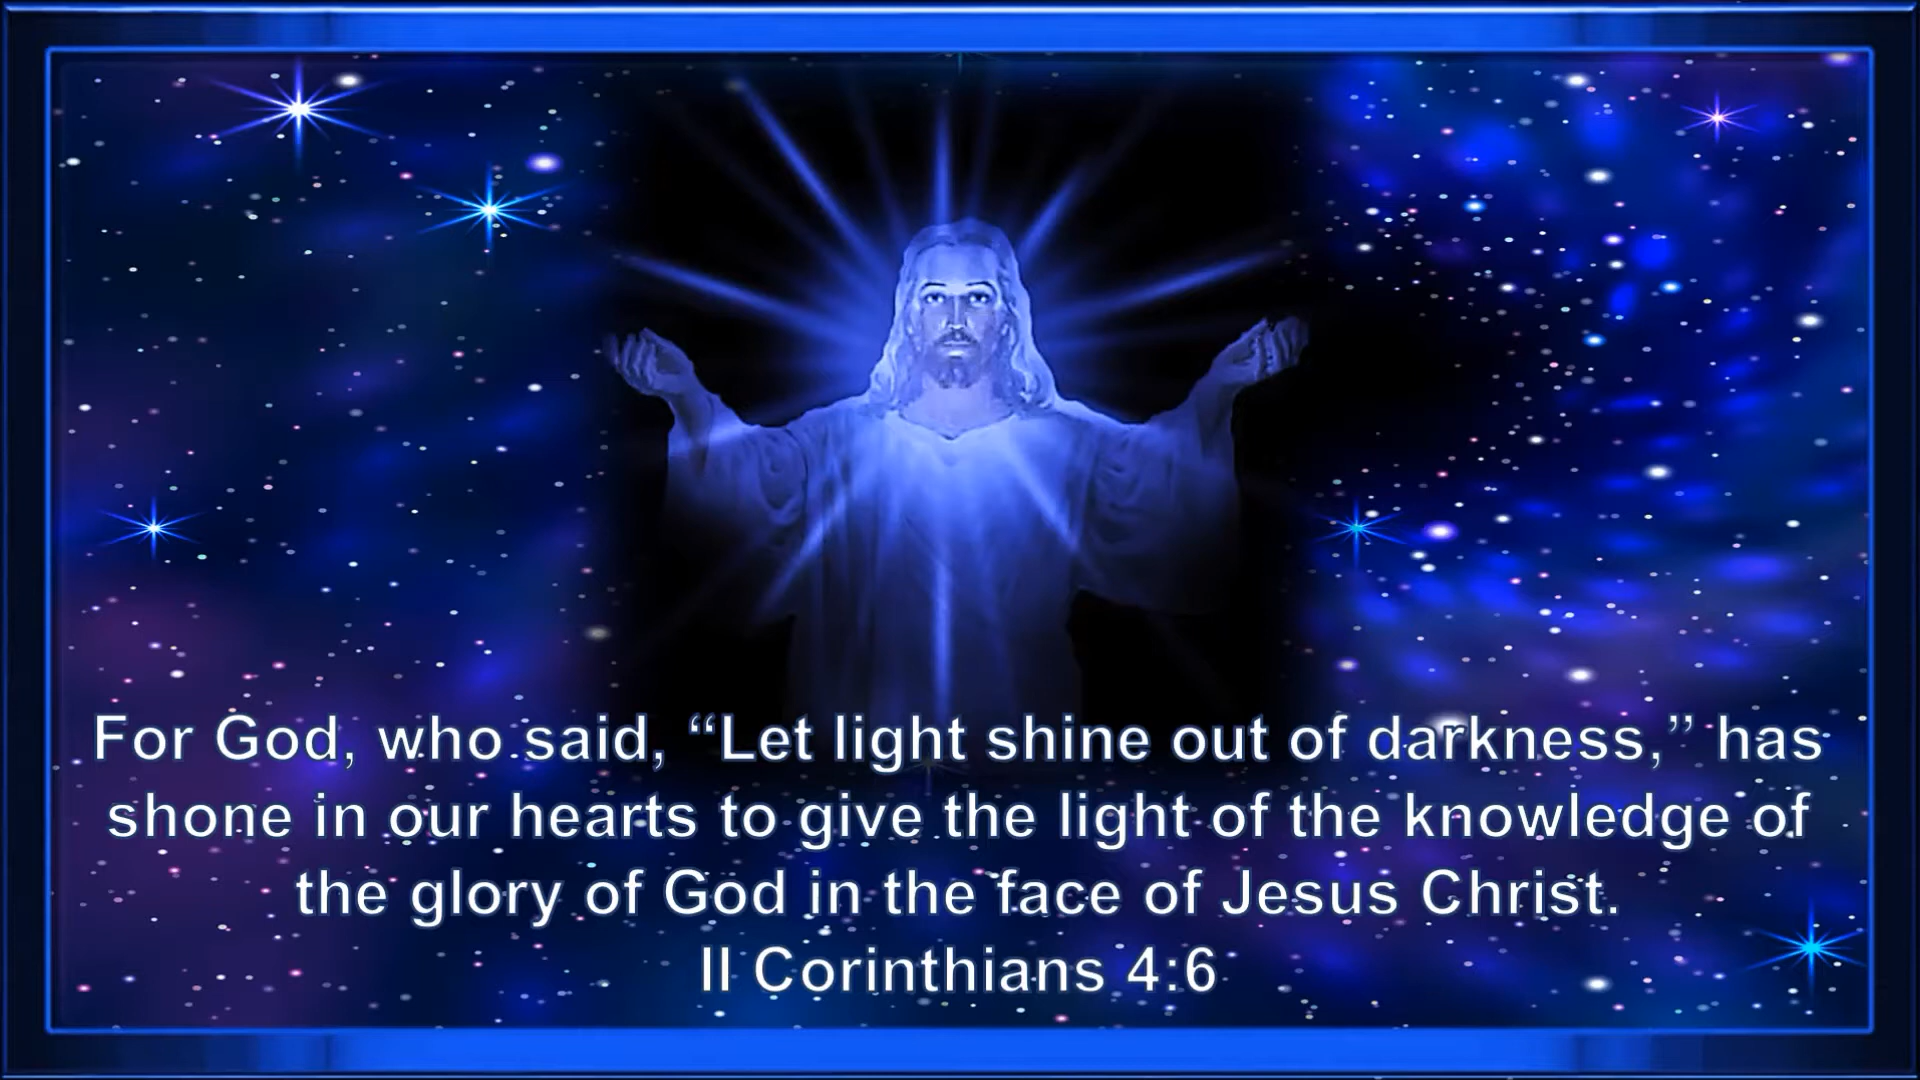 For God, who said, “Let light shine out of darkness,” has
shone in our hearts to give the light of the knowledge of
the glory of God in the face of Jesus Christ.
II Corinthians 4:6